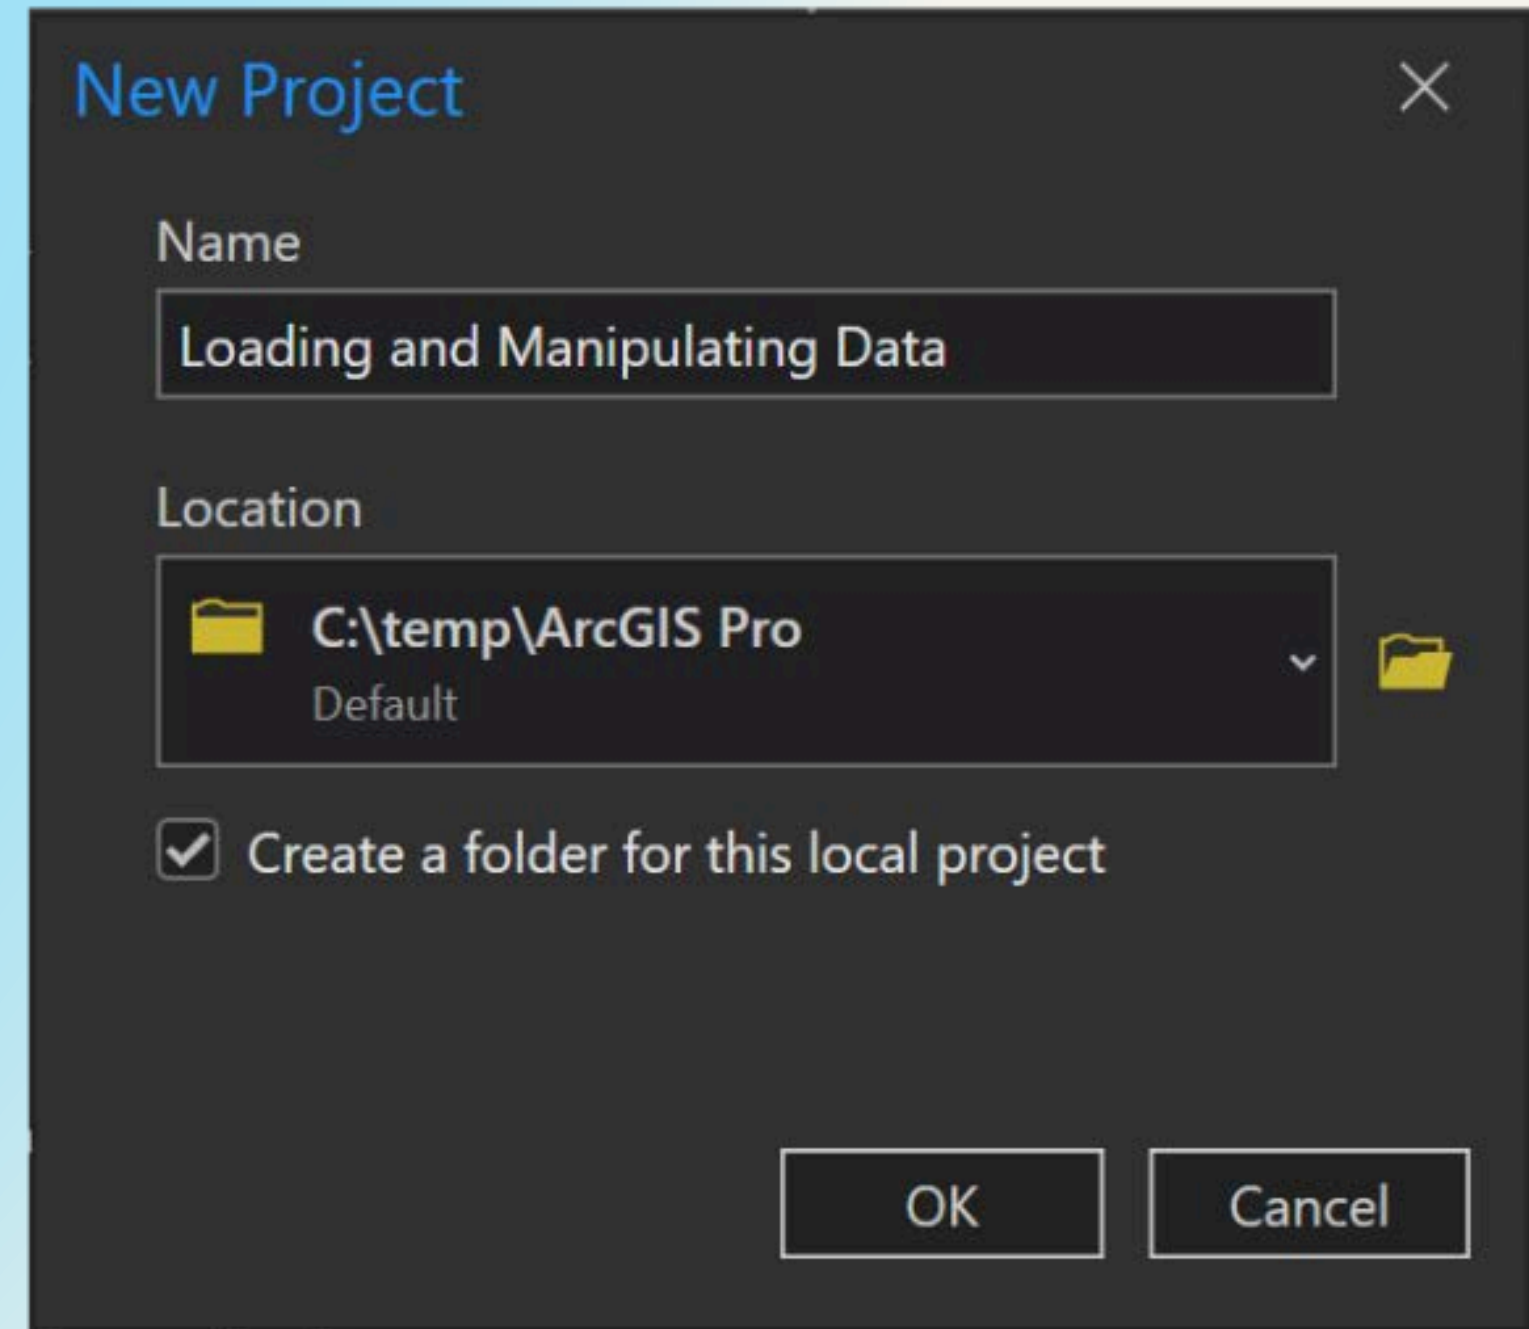 New Project
Name
Loading and Manipulating Data
Location
C:\temp\ArcGIS Pro
Default
Create a folder for this local project
OK
Cancel